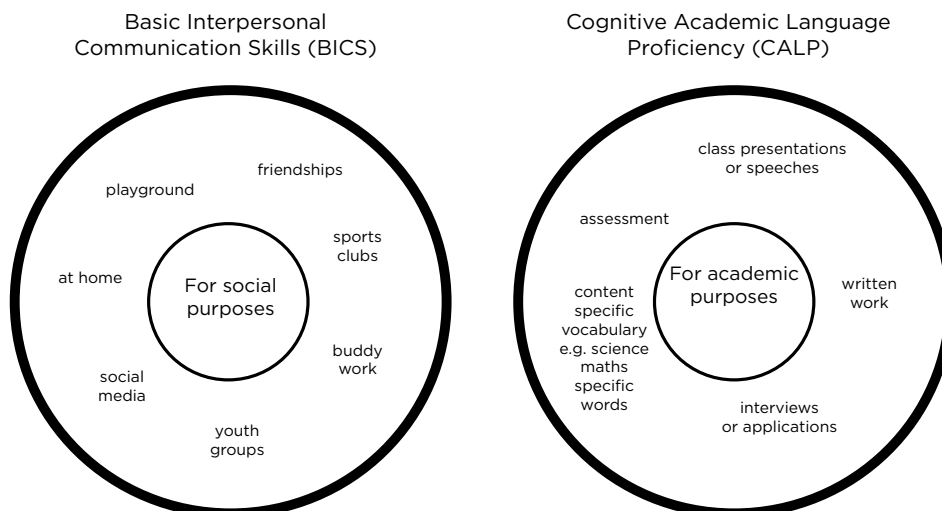 Basic Interpersonal
Communication Skills (BICS)
friendships
playground
sports
clubs
at home
For social
purposes
buddy
work
social
media
youth
groups
Cognitive Academic Language
Proficiency (CALP)
class presentations
or speeches
assessment
For academic
purposes
written
work
content
specific
vocabulary
e.g. science
maths
specific
words
interviews
or applications